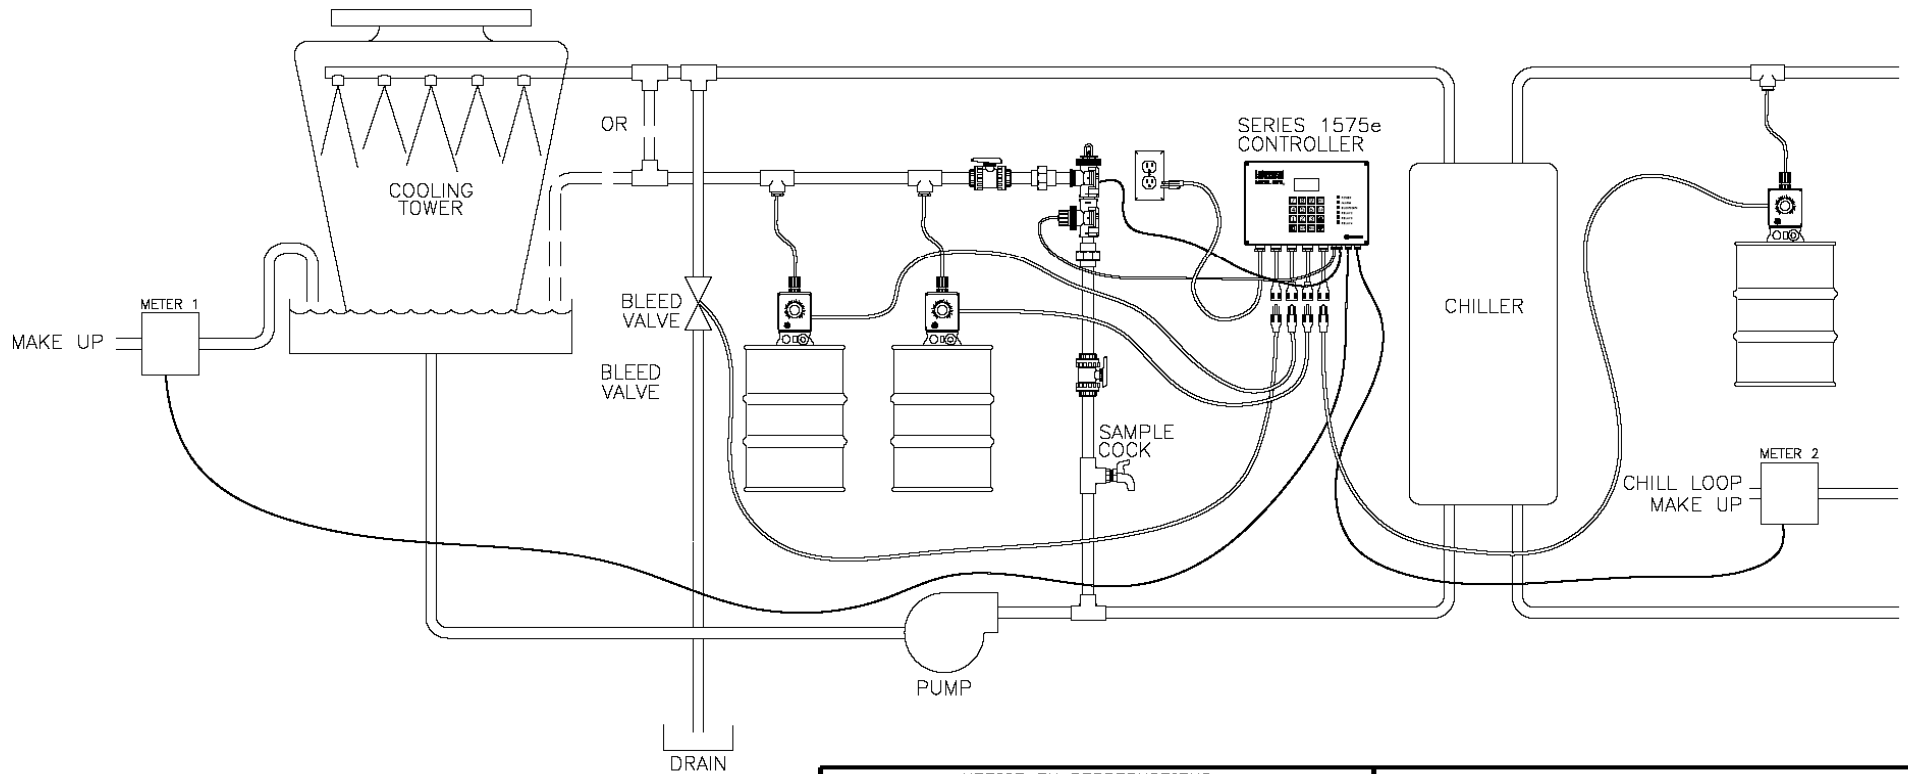 SERIES 1575e
CONTROLLER
OR
COOLING
TOWER
METER 1
MAKE UP
BLEED
VALVE
BLEED
VALVE
CHILLER
SAMPLE
COCK
METER 2
CHILL LOOP
MAKE UP
PUMP
DRAIN